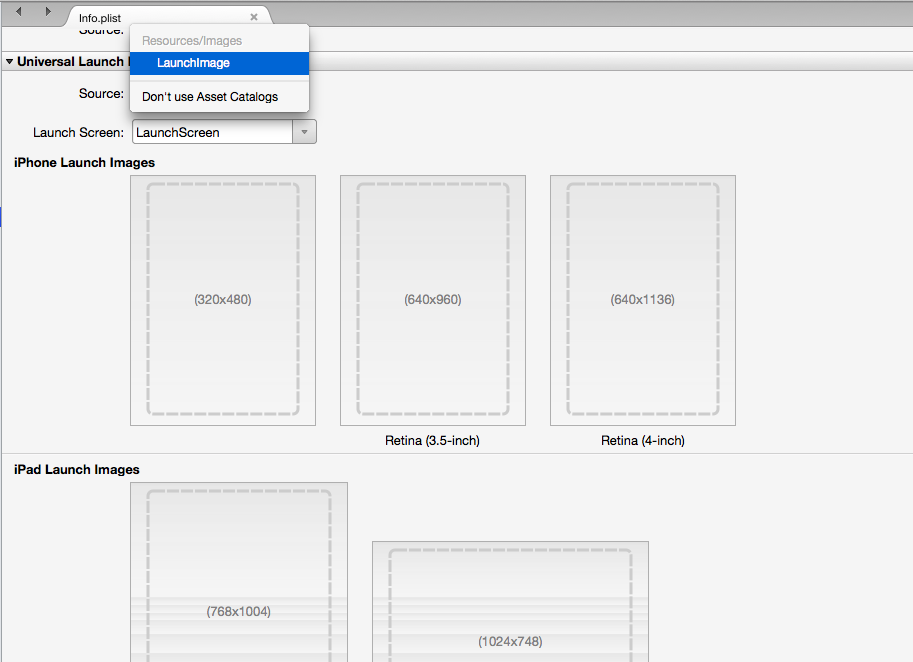 Info.plist
Source:
Resources/Images
LaunchImage
Don't use Asset Catalogs
Universal Launch
Source:
Launch Screen: LaunchScreen
iPhone Launch Images
(320x480) (640x960) (640x1136)
Retina (3.5-inch) Retina (4-inch)
iPad Launch Images
(768x1004)
(1024x748)